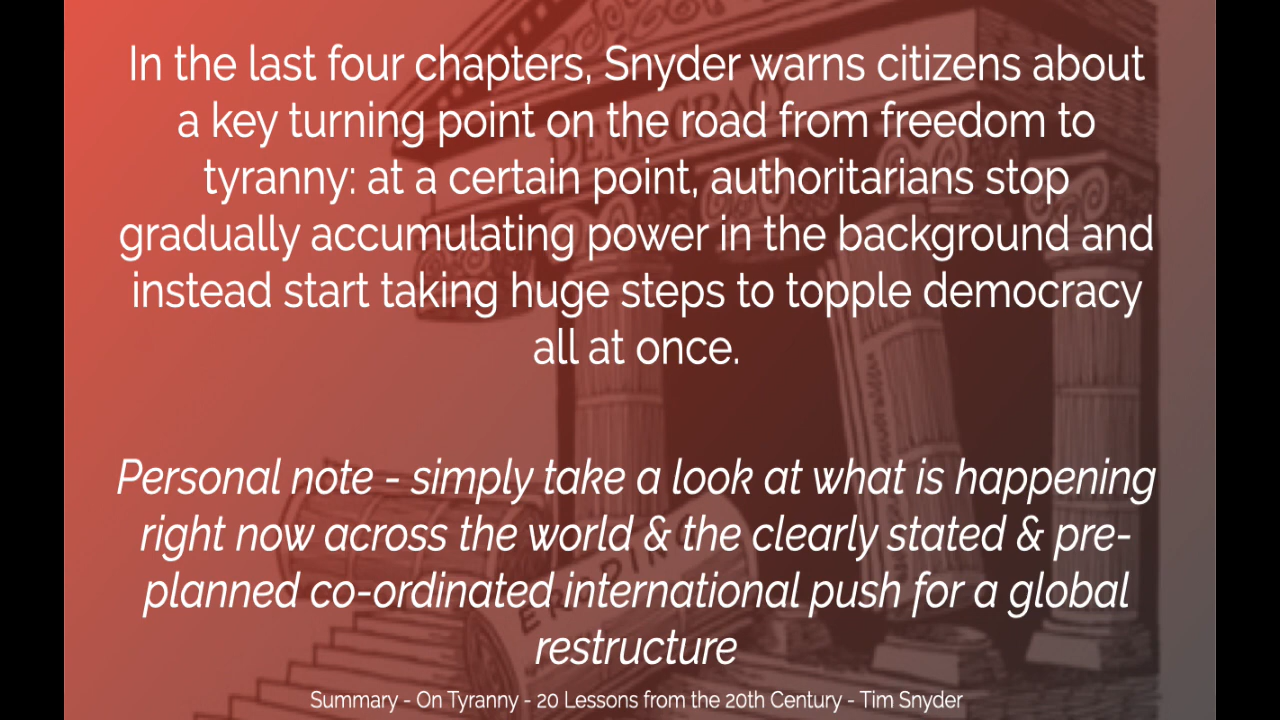 In the last four chapters, Snyder warns citizens about
a key turning point on the road from freedom to
tyranny: at a certain point, authoritarians stop
gradually accumulating power in the background and
instead start taking huge steps to topple democracy
all at once.
Personal note - simply take a look at what is happening
right now across the world & the clearly stated & pre-
planned co-ordinated international push for a global
restructure
Summary - On Tyranny - 20 Lessons from the 20th Century - Tim Snyder
DEMOCRACY